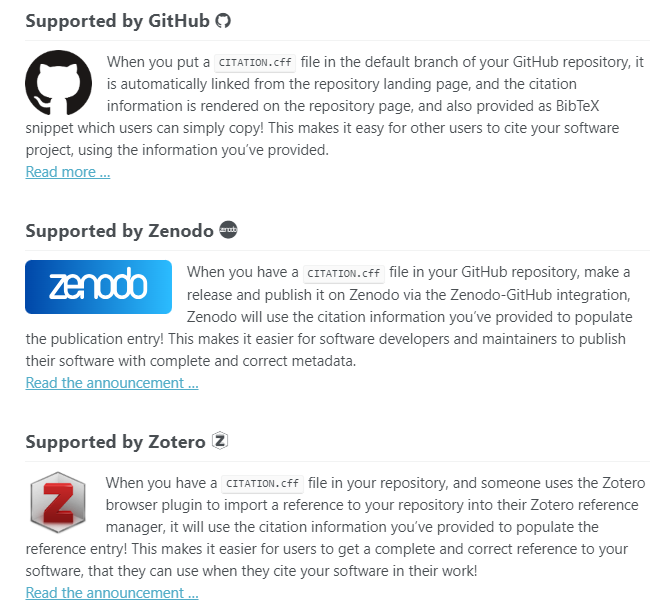 Supported by GitHub
When you put a CITATION.cff file in the default branch of your GitHub repository, it
is automatically linked from the repository landing page, and the citation
information is rendered on the repository page, and also provided as BibTeX
snippet which users can simply copy! This makes it easy for other users to cite your software
project, using the information you've provided.
Read more ...
Supported by Zenodo zenodo
zenodo
When you have a CITATION.cff file in your GitHub repository, make a
release and publish it on Zenodo via the Zenodo-GitHub integration,
Zenodo will use the citation information you've provided to populate
the publication entry! This makes it easier for software developers and maintainers to publish
their software with complete and correct metadata.
Read the announcement ...
Supported by Zotero Z
Z
When you have a CITATION.cff file in your repository, and someone uses the Zotero
browser plugin to import a reference to your repository into their Zotero reference
manager, it will use the citation information you've provided to populate the
reference entry! This makes it easier for users to get a complete and correct reference to your
software, that they can use when they cite your software in their work!
Read the announcement ...